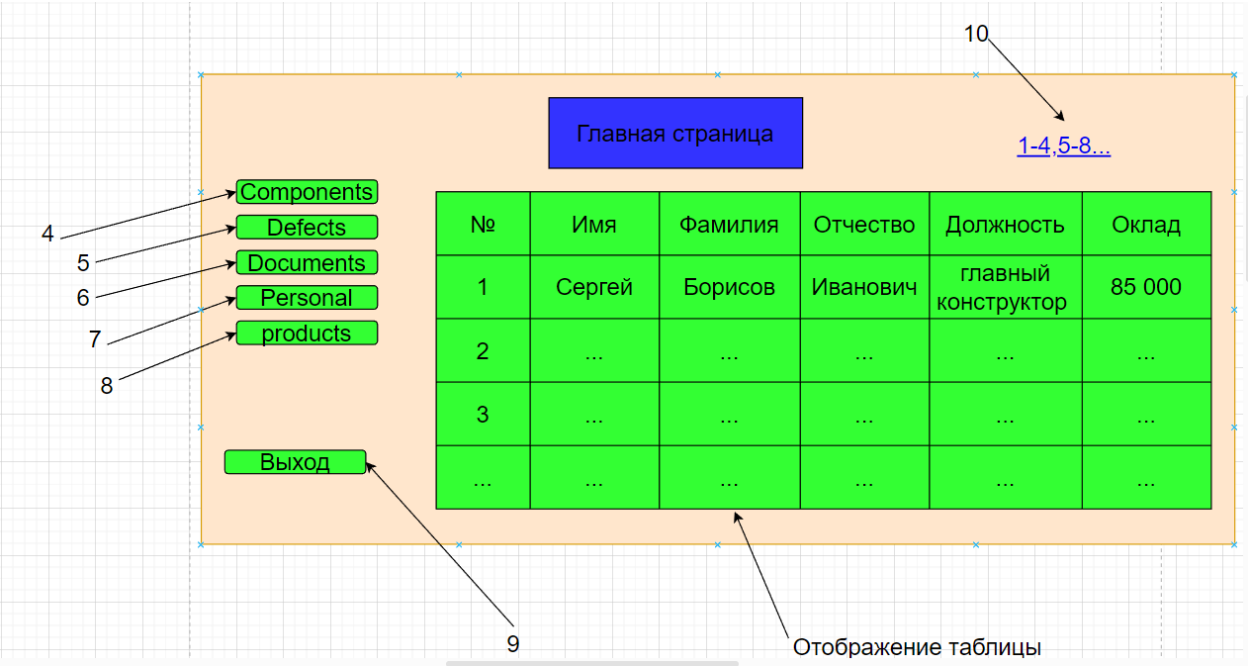 10
Главная страница
1-4,5-8...
Components
Defects
Documents
Personal
products
4
5
6
7
8
№ Имя Фамилия Отчество Должность Оклад
1 Сергей Борисов Иванович главный конструктор 85 000
2 ... ... ... ... ...
3 ... ... ... ... ...
... ... ... ... ... ...
Выход
9
Отображение таблицы